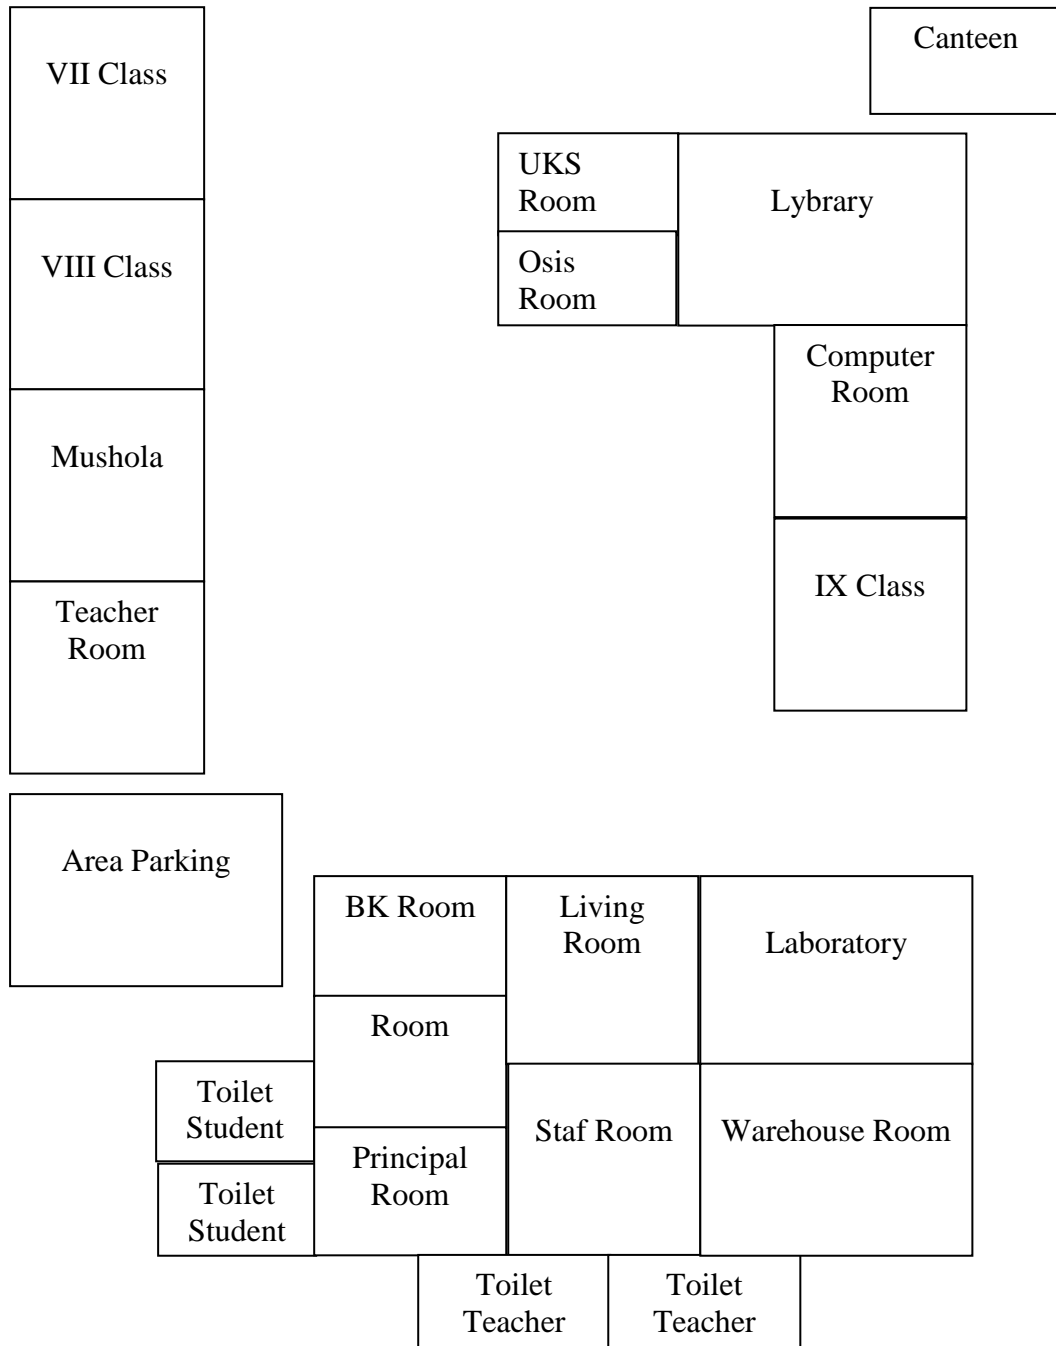 VII Class
Canteen
UKS
Room
Lybrary
VIII Class
Osis
Room
Computer
Room
Mushola
IX Class
Teacher
Room
Area Parking
BK Room
Living
Room
Laboratory
Room
Toilet
Student
Staf Room
Warehouse Room
Principal
Room
Toilet
Student
Toilet
Teacher
Toilet
Teacher